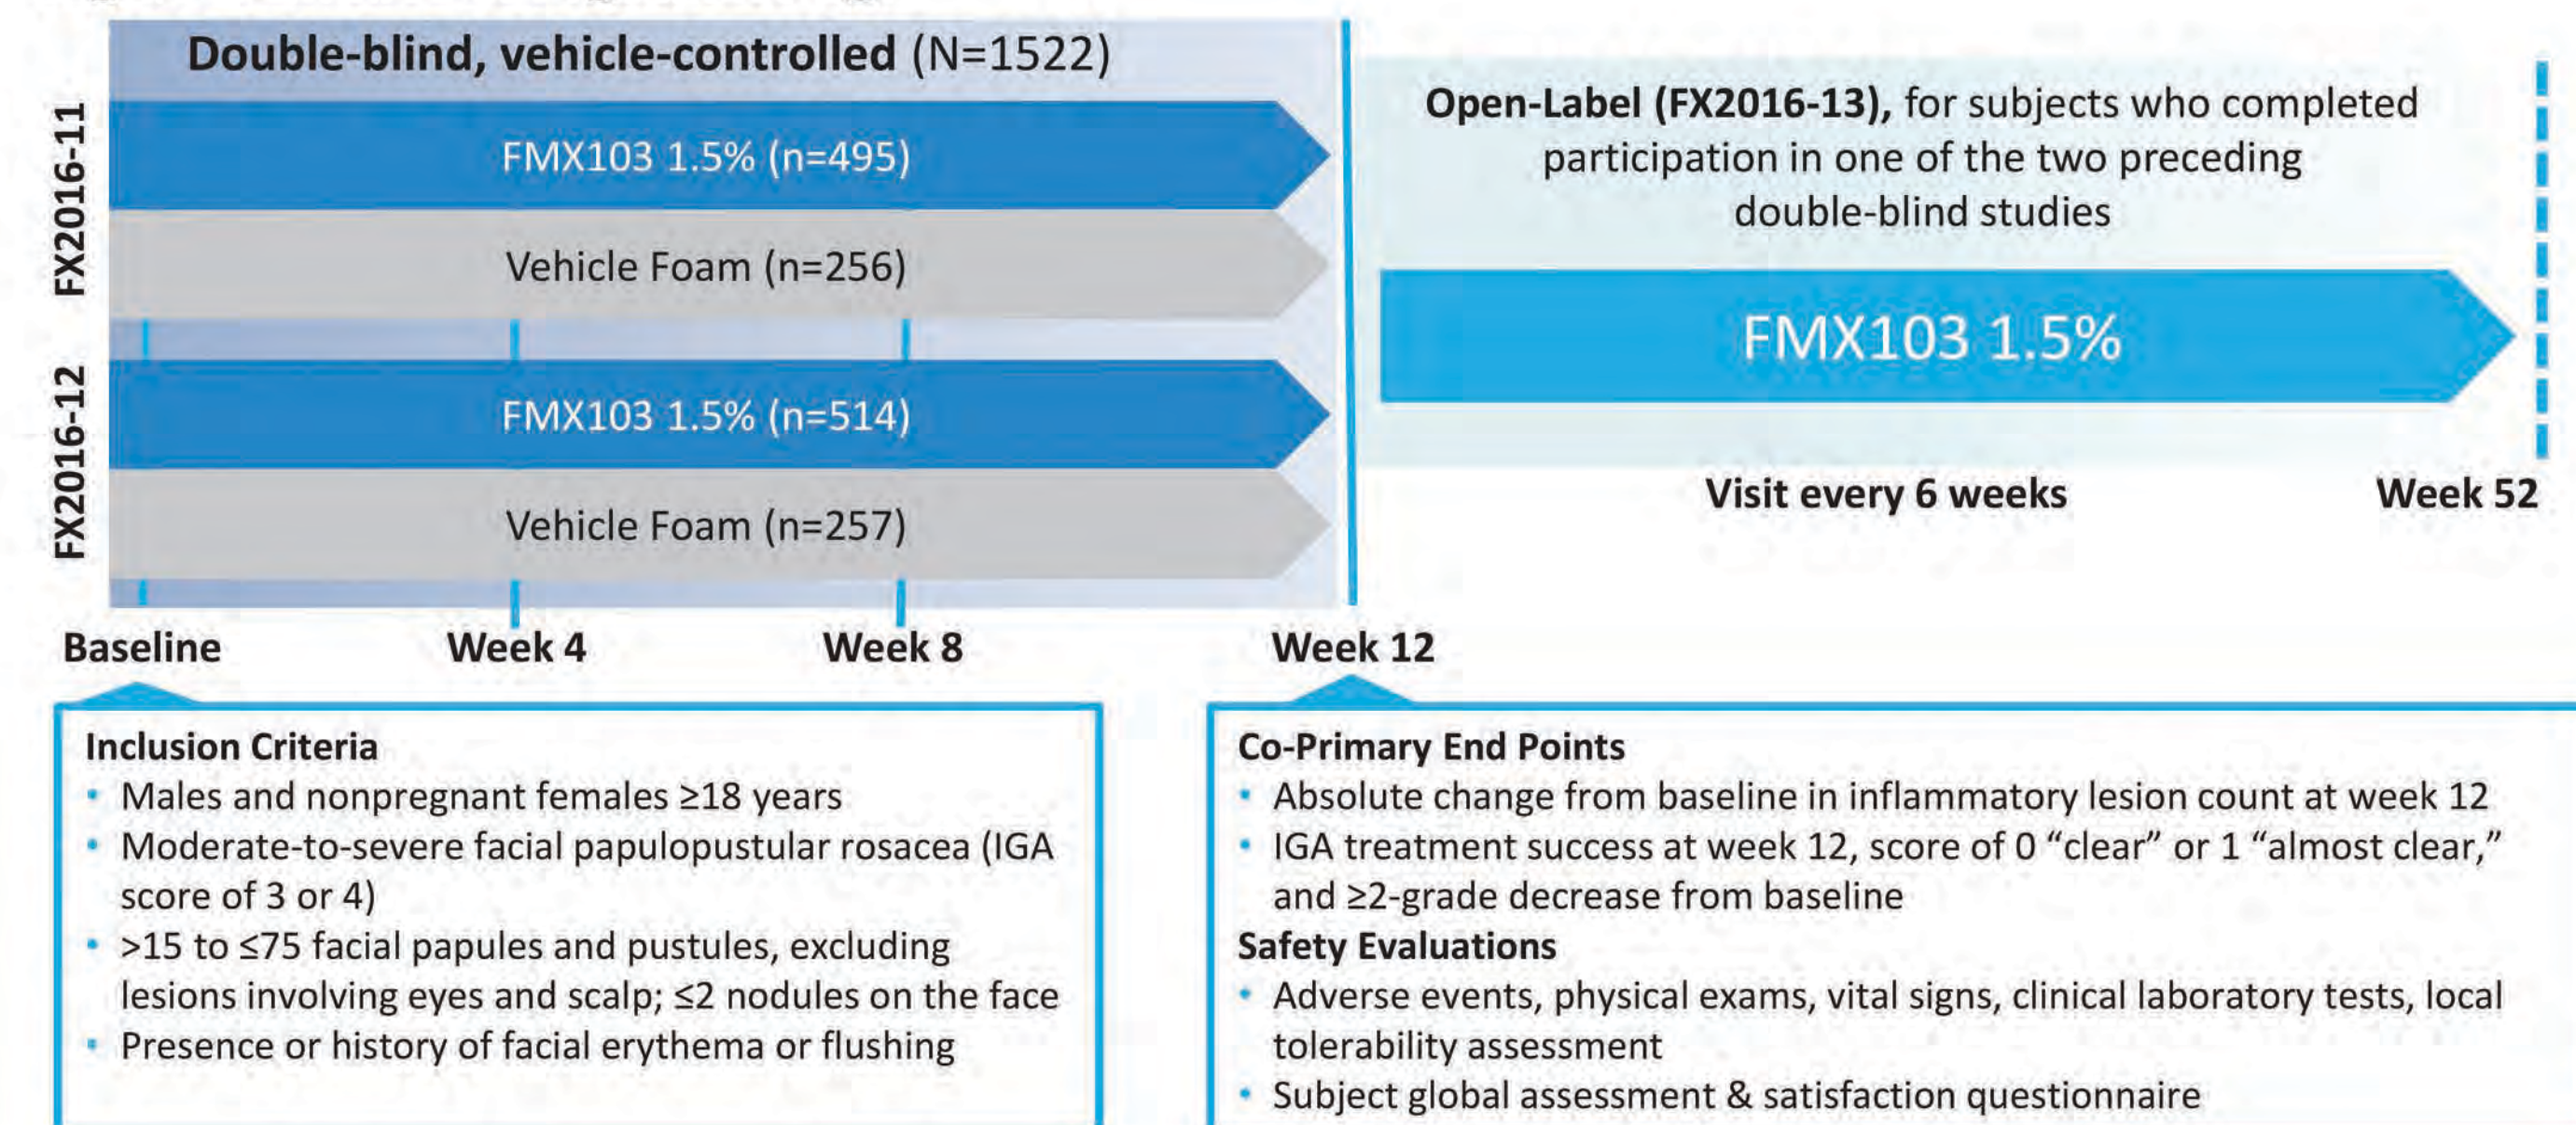 Double-blind, vehicle-controlled (N=1522)
FX2016-11
FMX103 1.5% (n=495)
Vehicle Foam (n=256)
FX2016-12
FMX103 1.5% (n=514)
Vehicle Foam (n=257)
Open-Label (FX2016-13), for subjects who completed
participation in one of the two preceding
double-blind studies
FMX103 1.5%
Visit every 6 weeks
Week 52
Baseline
Week 4
Week 8
Week 12
Inclusion Criteria
• Males and nonpregnant females ≥18 years
• Moderate-to-severe facial papulopustular rosacea (IGA
score of 3 or 4)
• >15 to ≤75 facial papules and pustules, excluding
lesions involving eyes and scalp; ≤2 nodules on the face
• Presence or history of facial erythema or flushing
Co-Primary End Points
• Absolute change from baseline in inflammatory lesion count at week 12
• IGA treatment success at week 12, score of 0 “clear” or 1 “almost clear,”
and ≥2-grade decrease from baseline
Safety Evaluations
• Adverse events, physical exams, vital signs, clinical laboratory tests, local
tolerability assessment
• Subject global assessment & satisfaction questionnaire